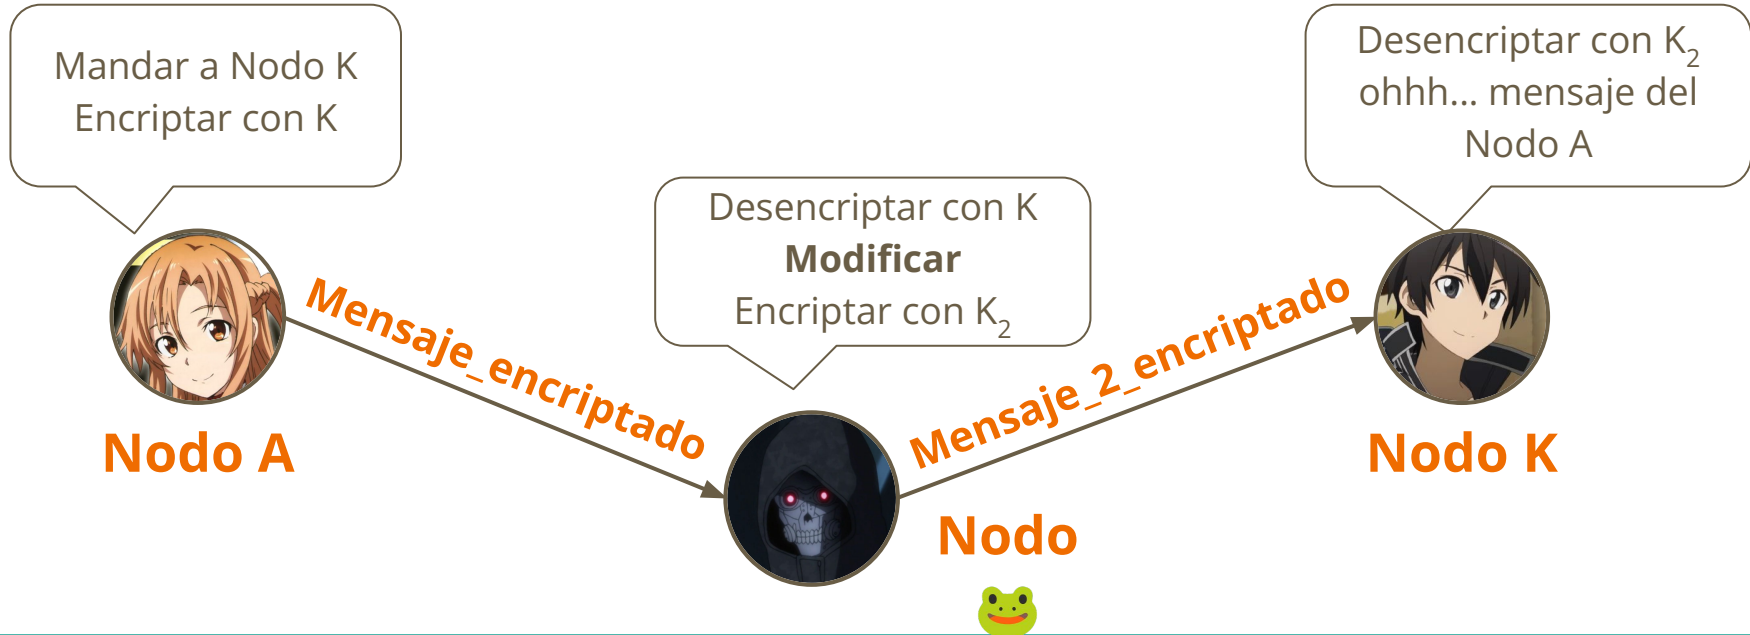 Mandar a Nodo K
Encriptar con K
Desencriptar con K
Modificar
Encriptar con K₂
Desencriptar con K₂
ohhh... mensaje del
Nodo A
Mensaje_encriptado
Mensaje_2_encriptado
Nodo A
Nodo
Nodo K